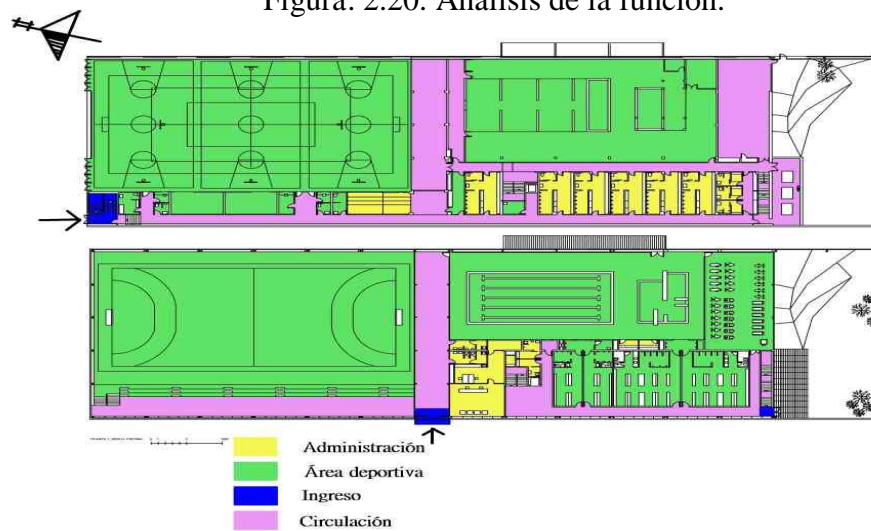 Figura. 2.20. Análisis de la función.
Administración
Área deportiva
Ingreso
Circulación